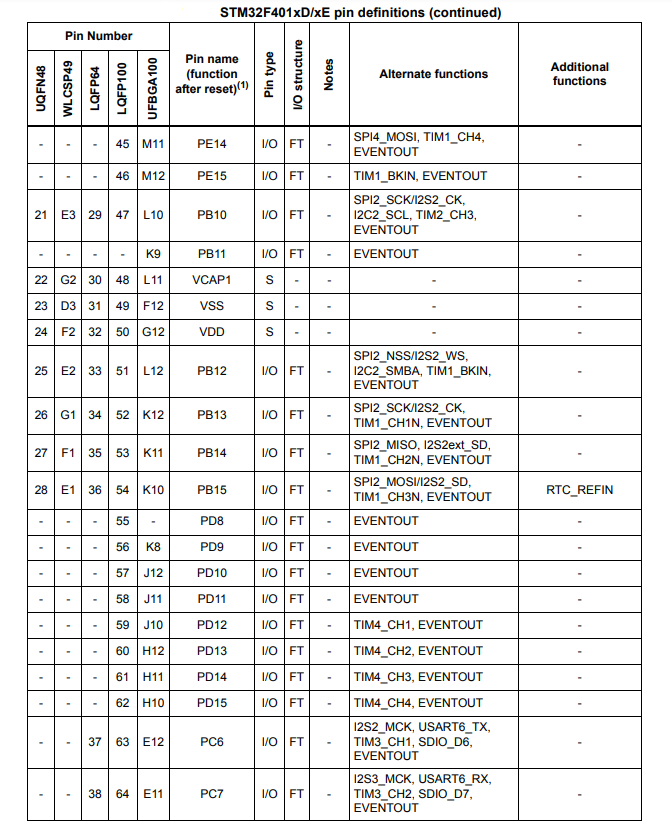 STM32F401xD/xE pin definitions (continued)
Pin Number
UQFN48
WLCSP49
LQFP64
LQFP100
UFBGA100
Pin name
(function
after reset)(1)
Pin type
I/O structure
Notes
Alternate functions
Additional
functions
- - - 45 M11 PE14 I/O FT - SPI4_MOSI, TIM1_CH4, -
EVENTOUT
- - - 46 M12 PE15 I/O FT - TIM1_BKIN, EVENTOUT -
SPI2_SCK/I2S2_CK,
21 E3 29 47 L10 PB10 I/O FT - I2C2_SCL, TIM2_CH3, -
EVENTOUT
- - - - K9 PB11 I/O FT - EVENTOUT -
22 G2 30 48 L11 VCAP1 S - - - -
23 D3 31 49 F12 VSS S - - - -
24 F2 32 50 G12 VDD S - - - -
SPI2_NSS/I2S2_WS,
25 E2 33 51 L12 PB12 I/O FT - I2C2_SMBA, TIM1_BKIN, -
EVENTOUT
26 G1 34 52 K12 PB13 I/O FT - SPI2_SCK/I2S2_CK, -
TIM1_CH1N, EVENTOUT
27 F1 35 53 K11 PB14 I/O FT - SPI2_MISO, I2S2ext_SD, -
TIM1_CH2N, EVENTOUT
28 E1 36 54 K10 PB15 I/O FT - SPI2_MOSI/I2S2_SD, RTC_REFIN
TIM1_CH3N, EVENTOUT
- - - 55 - PD8 I/O FT - EVENTOUT -
- - - 56 K8 PD9 I/O FT - EVENTOUT -
- - - 57 J12 PD10 I/O FT - EVENTOUT -
- - - 58 J11 PD11 I/O FT - EVENTOUT -
- - - 59 J10 PD12 I/O FT - TIM4_CH1, EVENTOUT -
- - - 60 H12 PD13 I/O FT - TIM4_CH2, EVENTOUT -
- - - 61 H11 PD14 I/O FT - TIM4_CH3, EVENTOUT -
- - - 62 H10 PD15 I/O FT - TIM4_CH4, EVENTOUT -
I2S2_MCK, USART6_TX,
- - 37 63 E12 PC6 I/O FT - TIM3_CH1, SDIO_D6, -
EVENTOUT
I2S3_MCK, USART6_RX,
- - 38 64 E11 PC7 I/O FT - TIM3_CH2, SDIO_D7, -
EVENTOUT